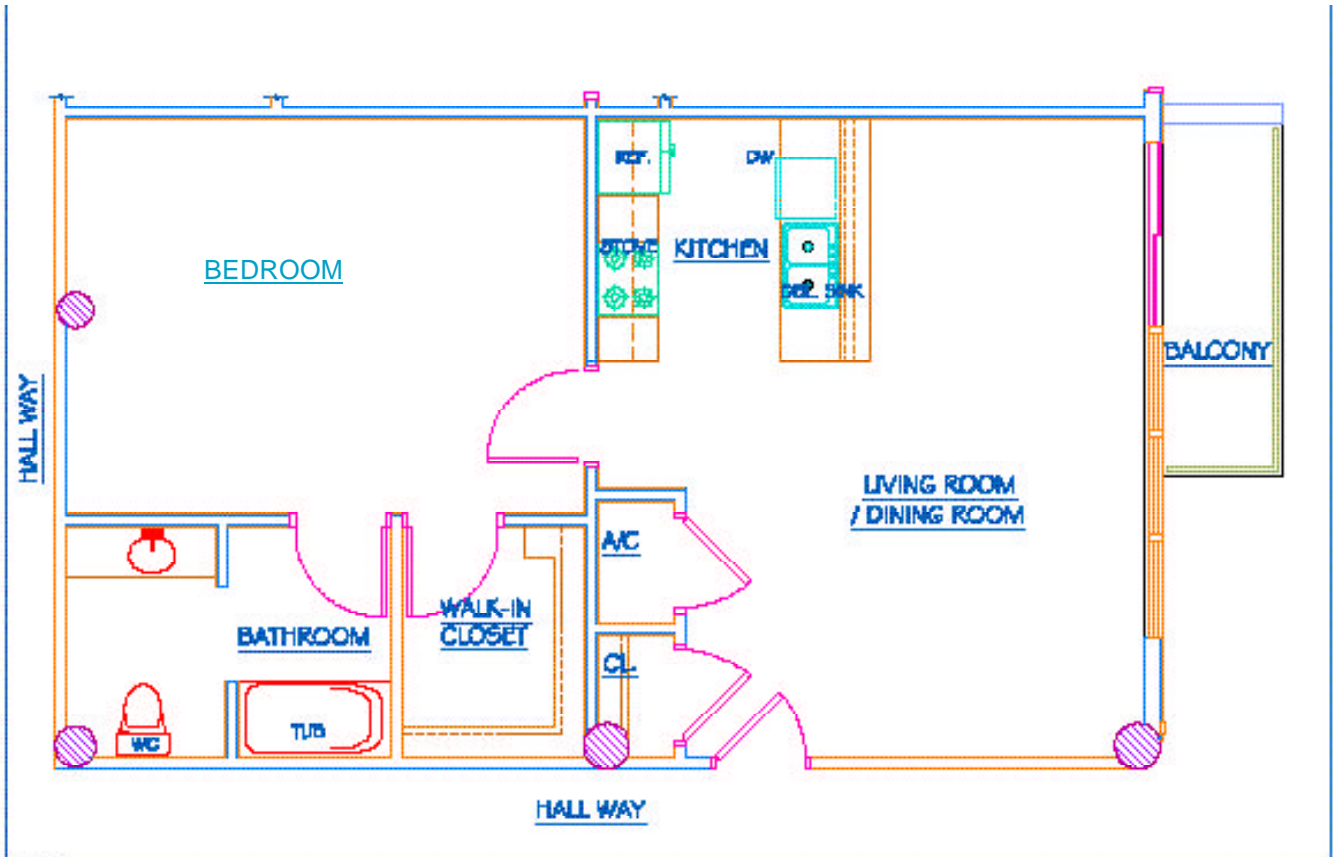 REF.
DW
STOVE
KITCHEN
BEDROOM
DBL. SINK
BALCONY
HALL WAY
LIVING ROOM
/ DINING ROOM
A/C
WALK-IN
CLOSET
BATHROOM
CL.
TUB
WC
HALL WAY